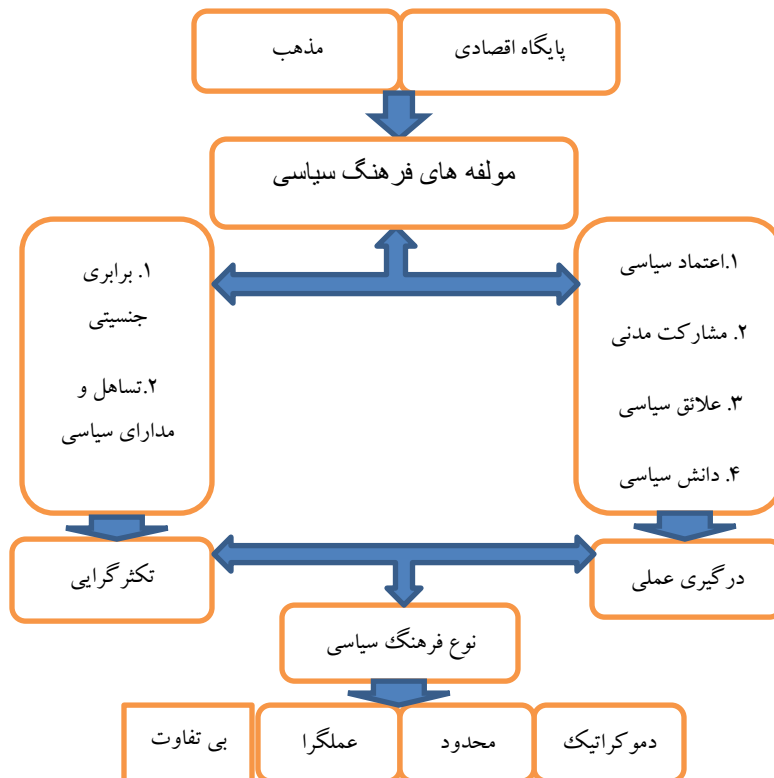 پایگاه اقتصادی
مذهب
مولفه های فرهنگ سیاسی
۱.اعتماد سیاسی
۲. مشارکت مدنی
۳. علائق سیاسی
۴. دانش سیاسی
۱. برابری
جنسیتی
۲.تساهل و
مدارای سیاسی
درگیری عملی
تکثرگرایی
نوع فرهنگ سیاسی
دموکراتیک
محدود
عملگرا
بی تفاوت